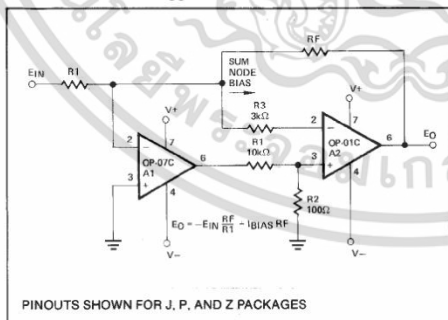 EIN
R1
SUM
NODE
BIAS
RF
V+
7
2
−
OP-07C
A1
6
3
+
4
V−
R3
3kΩ
R1
10kΩ
R2
100Ω
V+
7
2
−
OP-01C
A2
6
EO
3
+
4
V−
EO = −EIN RF/R1 − IBIAS RF
PINOUTS SHOWN FOR J, P, AND Z PACKAGES